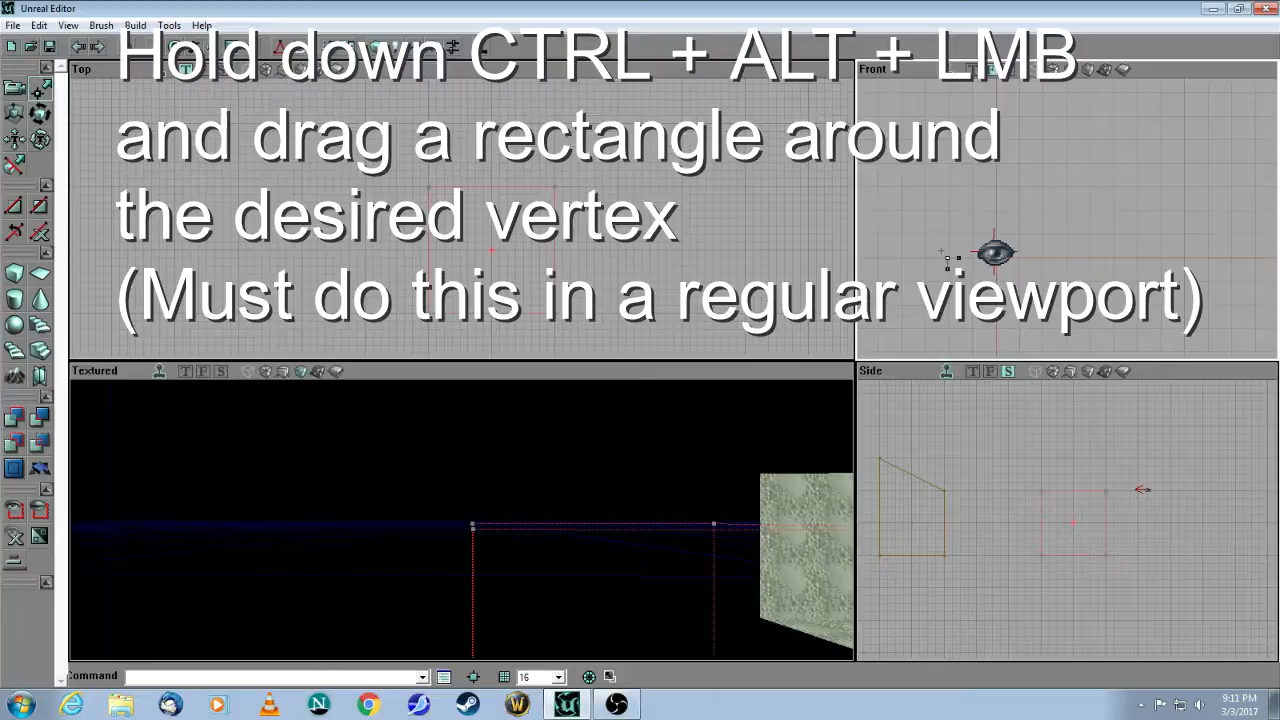 Unreal Editor
File Edit View Brush Build Tools Help
Hold down CTRL + ALT + LMB
and drag a rectangle around
the desired vertex
(Must do this in a regular viewport)
Top
Front
Textured T F S
Side T F S
Command 16
9:11 PM
3/3/2017